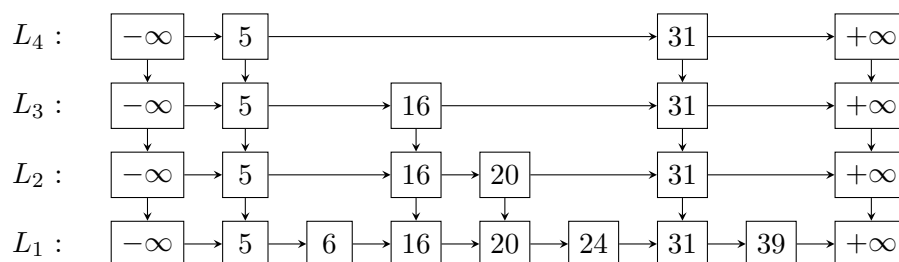 L4 : −∞ 5 31 +∞
L3 : −∞ 5 16 31 +∞
L2 : −∞ 5 16 20 31 +∞
L1 : −∞ 5 6 16 20 24 31 39 +∞